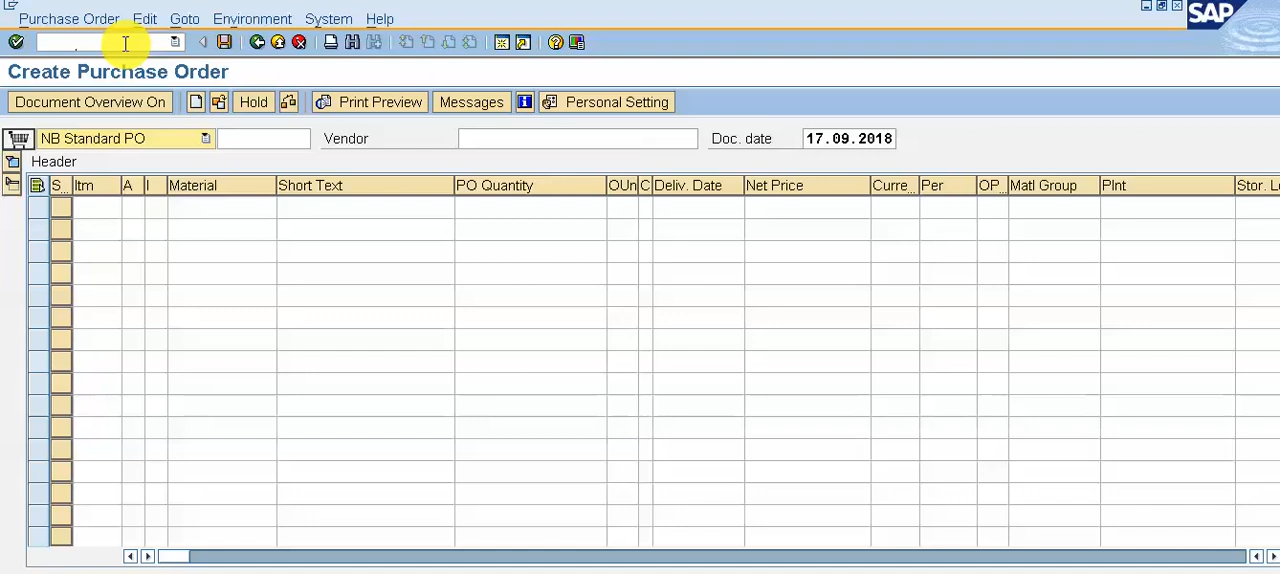 Purchase Order Edit Goto Environment System Help
SAP
Create Purchase Order
Document Overview On Hold Print Preview Messages Personal Setting
NB Standard PO Vendor Doc. date 17.09.2018
Header
S... Itm A I Material Short Text PO Quantity OUn C Deliv. Date Net Price Curre... Per OP... Matl Group Plnt Stor. Lo